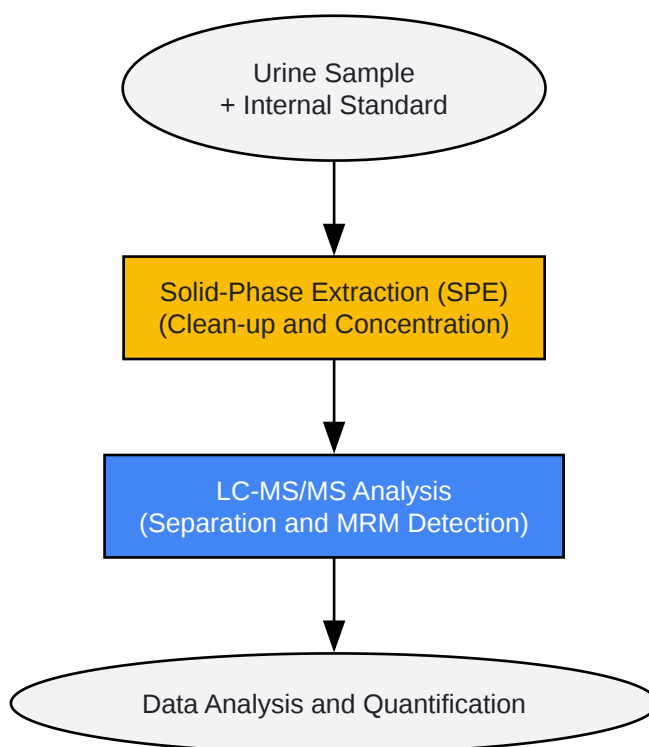 Urine Sample
+ Internal Standard
Solid-Phase Extraction (SPE)
(Clean-up and Concentration)
LC-MS/MS Analysis
(Separation and MRM Detection)
Data Analysis and Quantification